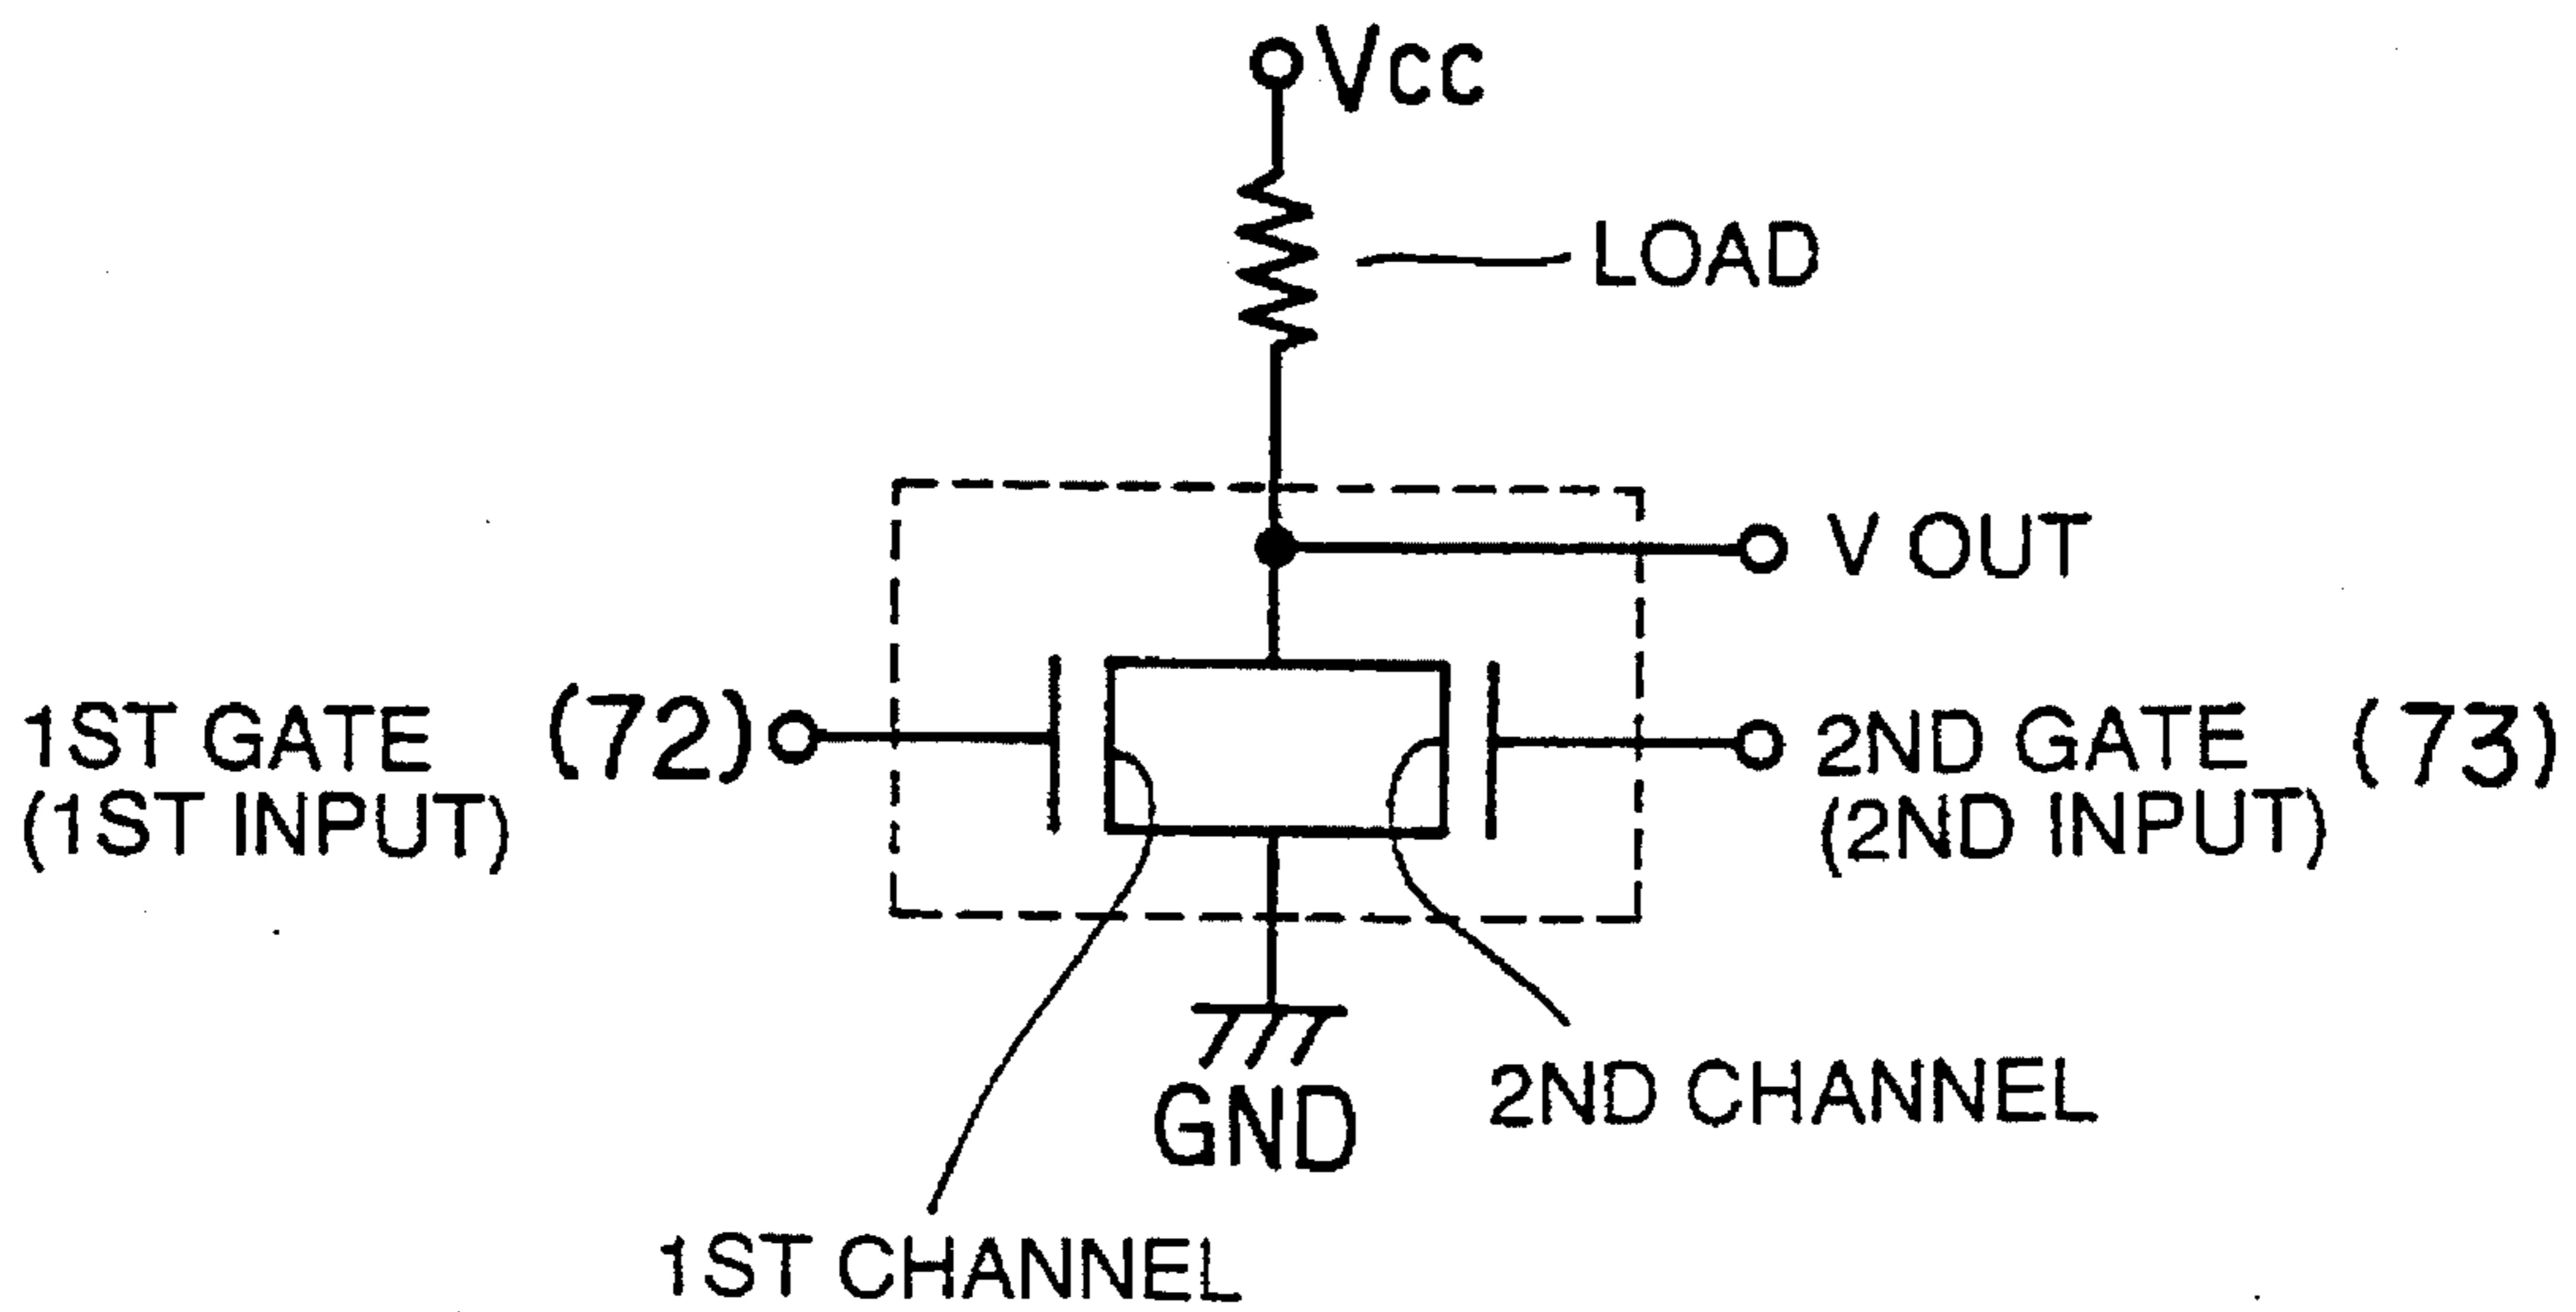 Vcc
LOAD
V OUT
1ST GATE (72)
(1ST INPUT)
2ND GATE (73)
(2ND INPUT)
GND
2ND CHANNEL
1ST CHANNEL